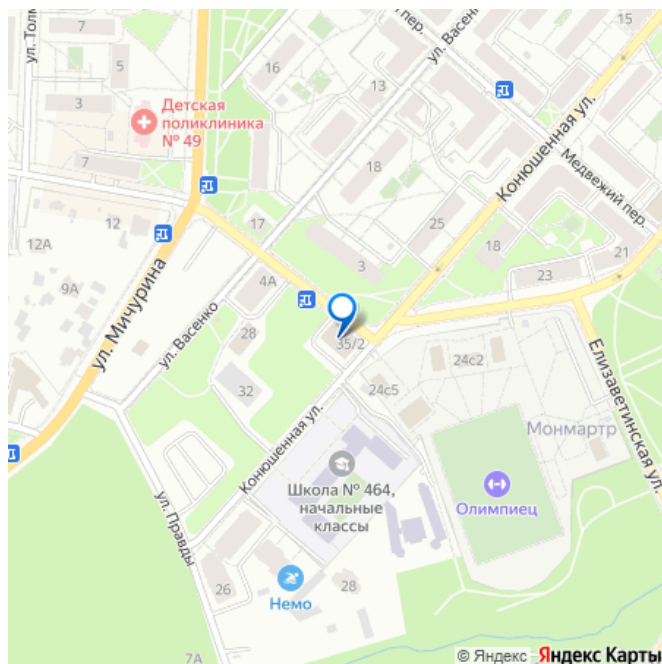 ул. Толм
7
5
3
Детская
поликлиника
№ 49
7
16
й пер.
ул. Васенко
13
15
Конюшенная ул.
18
Медвежий пер.
12
12А
17
25
3
18
21
23
9А
4А
ул. Мичурина
ул. Васенко
28
35/2
32
24с2
24с5
Елизаветинская ул.
Монмартр
Конюшенная ул.
Школа № 464,
начальные
классы
Олимпиец
ул. Правды
26
Немо
28
7А
© Яндекс Яндекс Карты